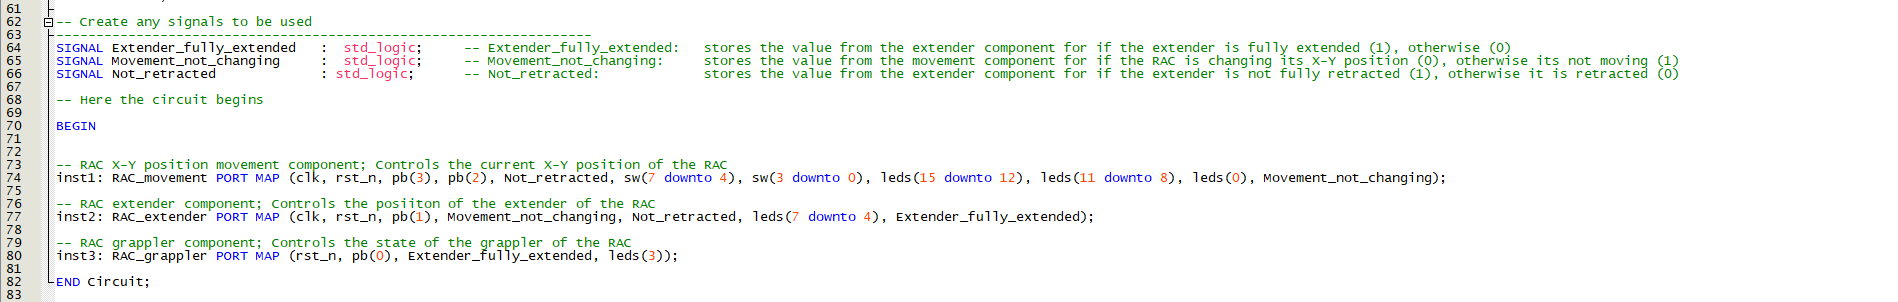 61
62 -- Create any signals to be used
63 -------------------------------------------------------------------
64 SIGNAL Extender_fully_extended   :  std_logic;     -- Extender_fully_extended:   stores the value from the extender component for if the extender is fully extended (1), otherwise (0)
65 SIGNAL Movement_not_changing     :  std_logic;     -- Movement_not_changing:     stores the value from the movement component for if the RAC is changing its X-Y position (0), otherwise its not moving (1)
66 SIGNAL Not_retracted             : std_logic;      -- Not_retracted:             stores the value from the extender component for if the extender is not fully retracted (1), otherwise it is retracted (0)
67
68 -- Here the circuit begins
69
70 BEGIN
71
72
73 -- RAC X-Y position movement component; Controls the current X-Y position of the RAC
74 inst1: RAC_movement PORT MAP (clk, rst_n, pb(3), pb(2), Not_retracted, sw(7 downto 4), sw(3 downto 0), leds(15 downto 12), leds(11 downto 8), leds(0), Movement_not_changing);
75
76 -- RAC extender component; Controls the posiiton of the extender of the RAC
77 inst2: RAC_extender PORT MAP (clk, rst_n, pb(1), Movement_not_changing, Not_retracted, leds(7 downto 4), Extender_fully_extended);
78
79 -- RAC grappler component; Controls the state of the grappler of the RAC
80 inst3: RAC_grappler PORT MAP (rst_n, pb(0), Extender_fully_extended, leds(3));
81
82 END Circuit;
83